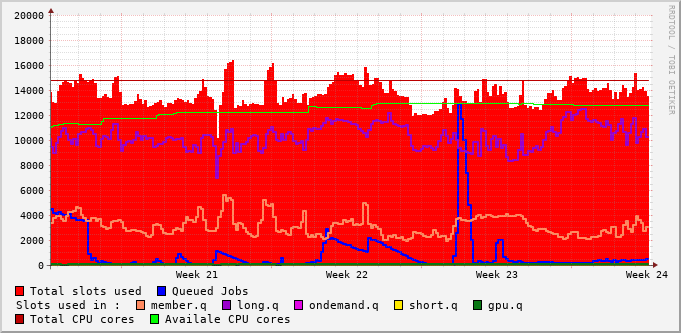 20000
18000
16000
14000
12000
10000
8000
6000
4000
2000
0
Week 21 Week 22 Week 23 Week 24
RRDTOOL / TOBI OETIKER
Total slots used Queued Jobs
Slots used in : member.q long.q ondemand.q short.q gpu.q
Total CPU cores Availale CPU cores